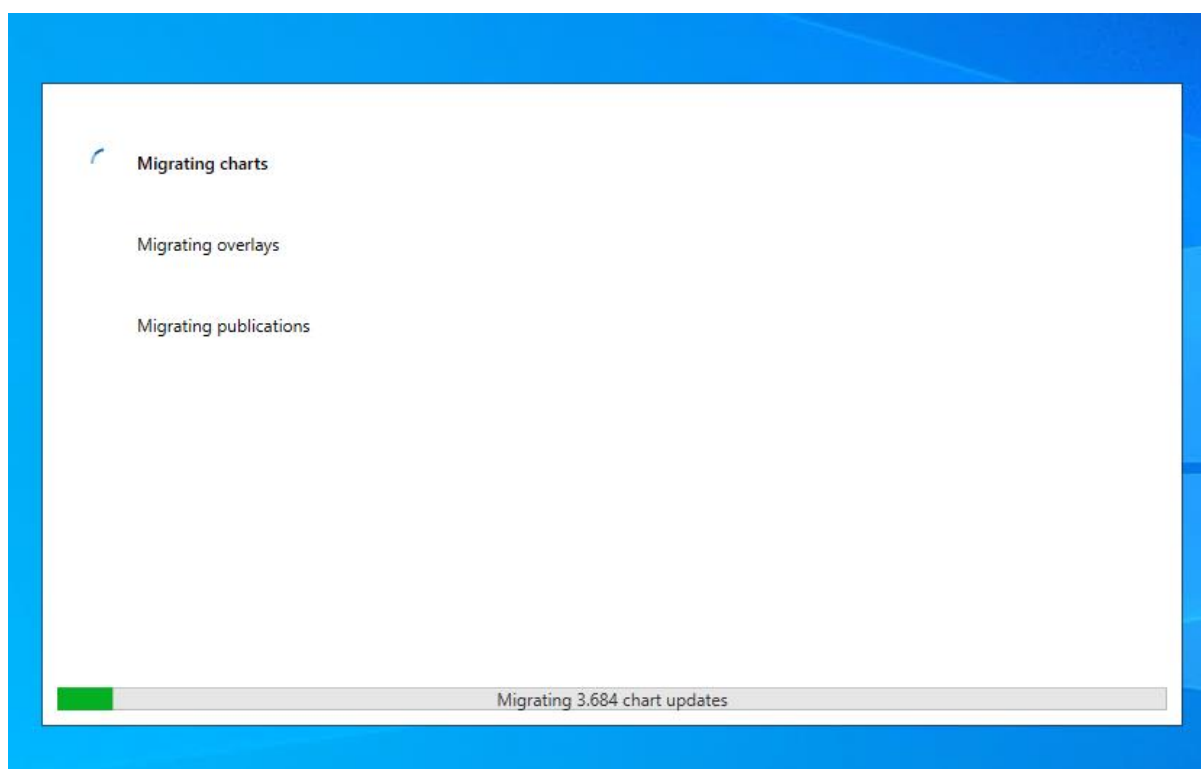 Migrating charts
Migrating overlays
Migrating publications
Migrating 3.684 chart updates